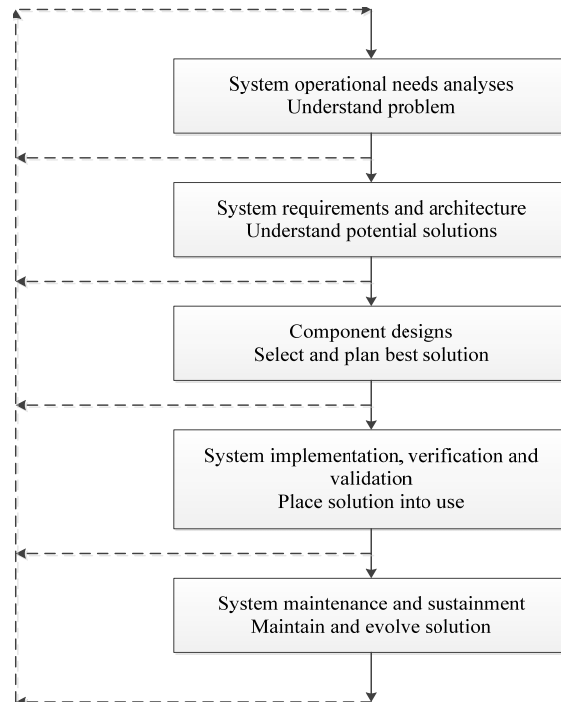 System operational needs analyses
Understand problem
System requirements and architecture
Understand potential solutions
Component designs
Select and plan best solution
System implementation, verification and
validation
Place solution into use
System maintenance and sustainment
Maintain and evolve solution